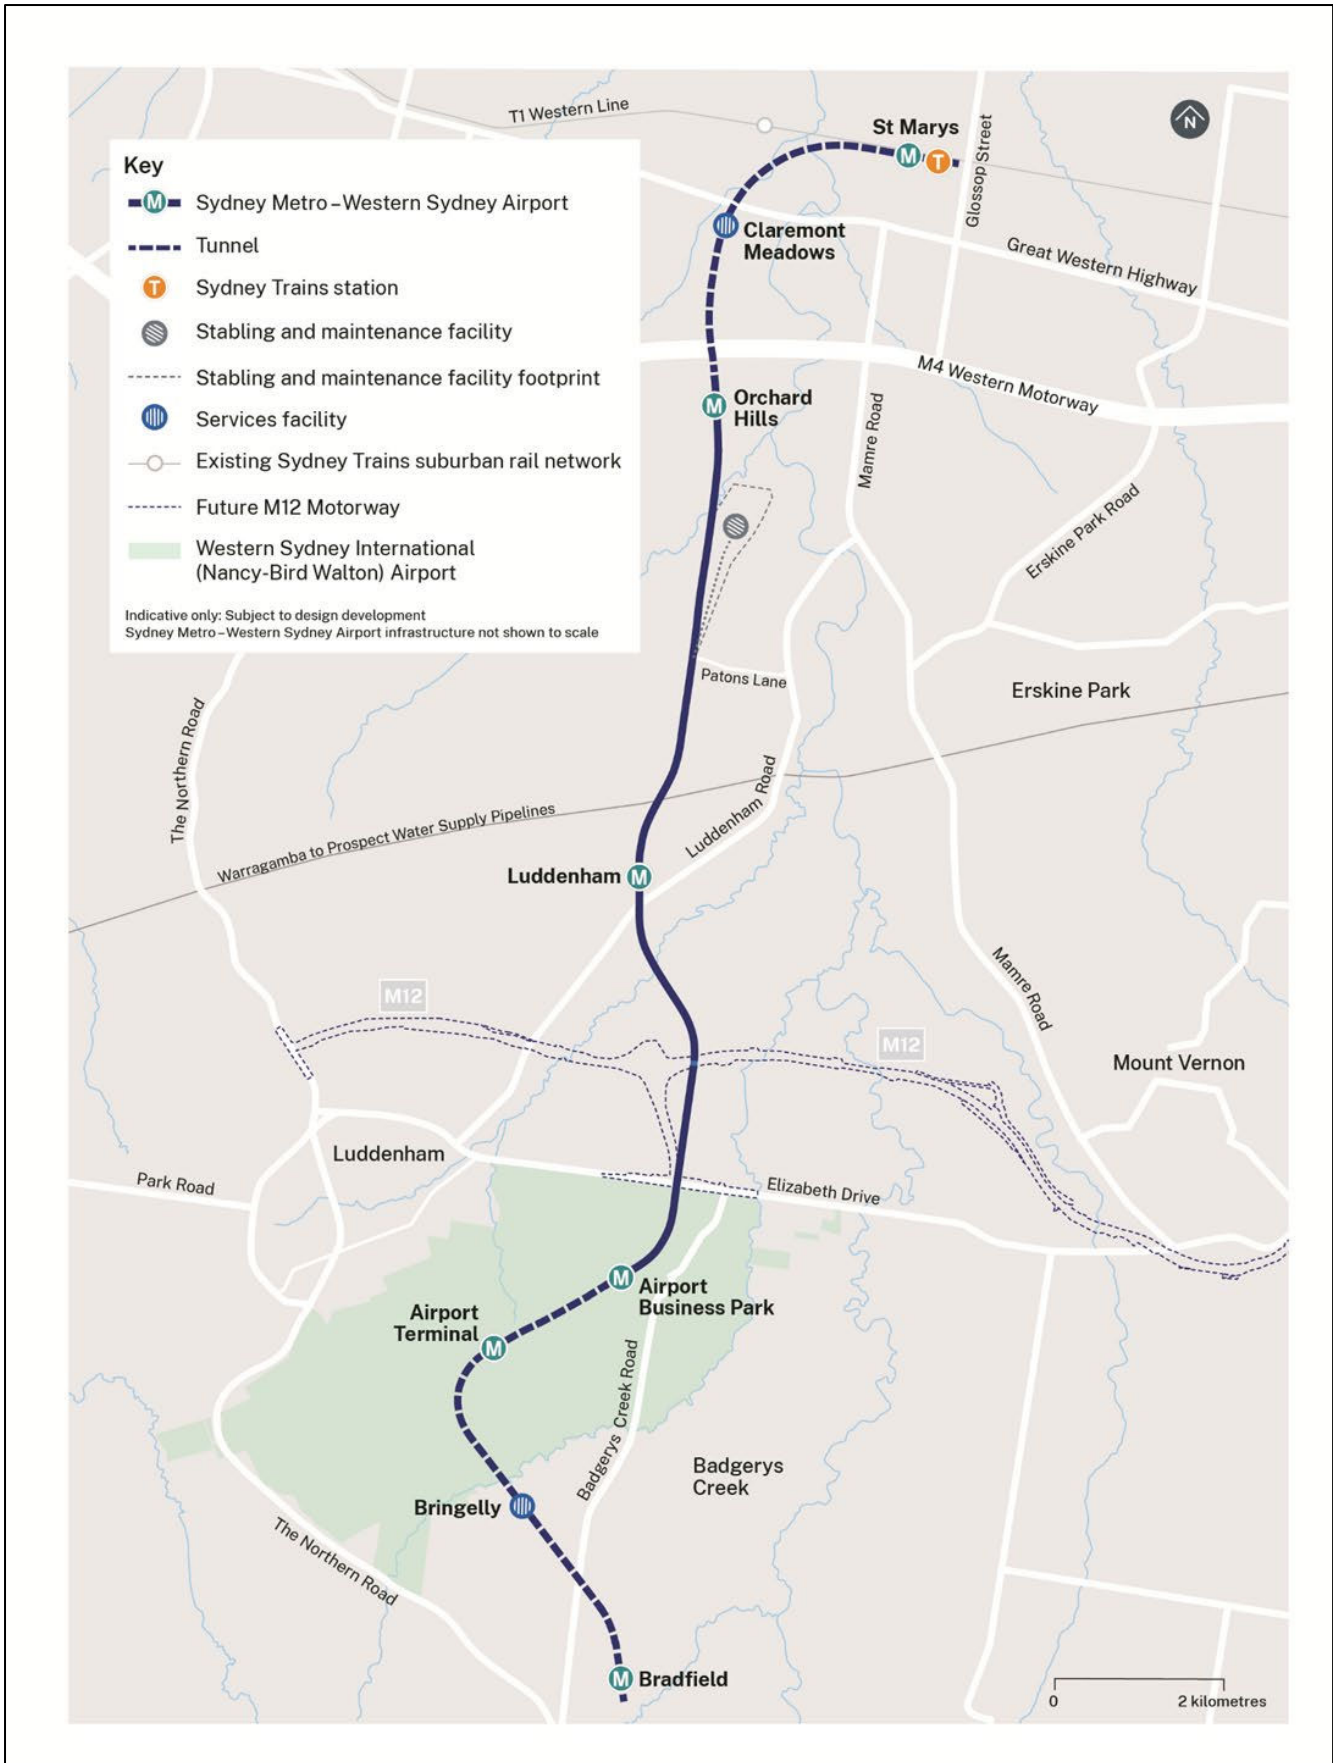 T1 Western Line
St Marys
M
T
Glossop Street
N
Key
M
Sydney Metro – Western Sydney Airport
Tunnel
T
Sydney Trains station
Stabling and maintenance facility
Stabling and maintenance facility footprint
Services facility
Existing Sydney Trains suburban rail network
Future M12 Motorway
Western Sydney International
(Nancy-Bird Walton) Airport
Indicative only: Subject to design development
Sydney Metro – Western Sydney Airport infrastructure not shown to scale
Claremont
Meadows
Great Western Highway
M4 Western Motorway
M
Orchard
Hills
Mamre Road
Erskine Park Road
Patons Lane
Erskine Park
The Northern Road
Warragamba to Prospect Water Supply Pipelines
Luddenham Road
Luddenham
M
M12
Mamre Road
M12
Mount Vernon
Luddenham
Park Road
Elizabeth Drive
M
Airport
Business Park
Airport
Terminal
M
Badgerys Creek Road
Badgerys
Creek
Bringelly
The Northern Road
M
Bradfield
0
2 kilometres